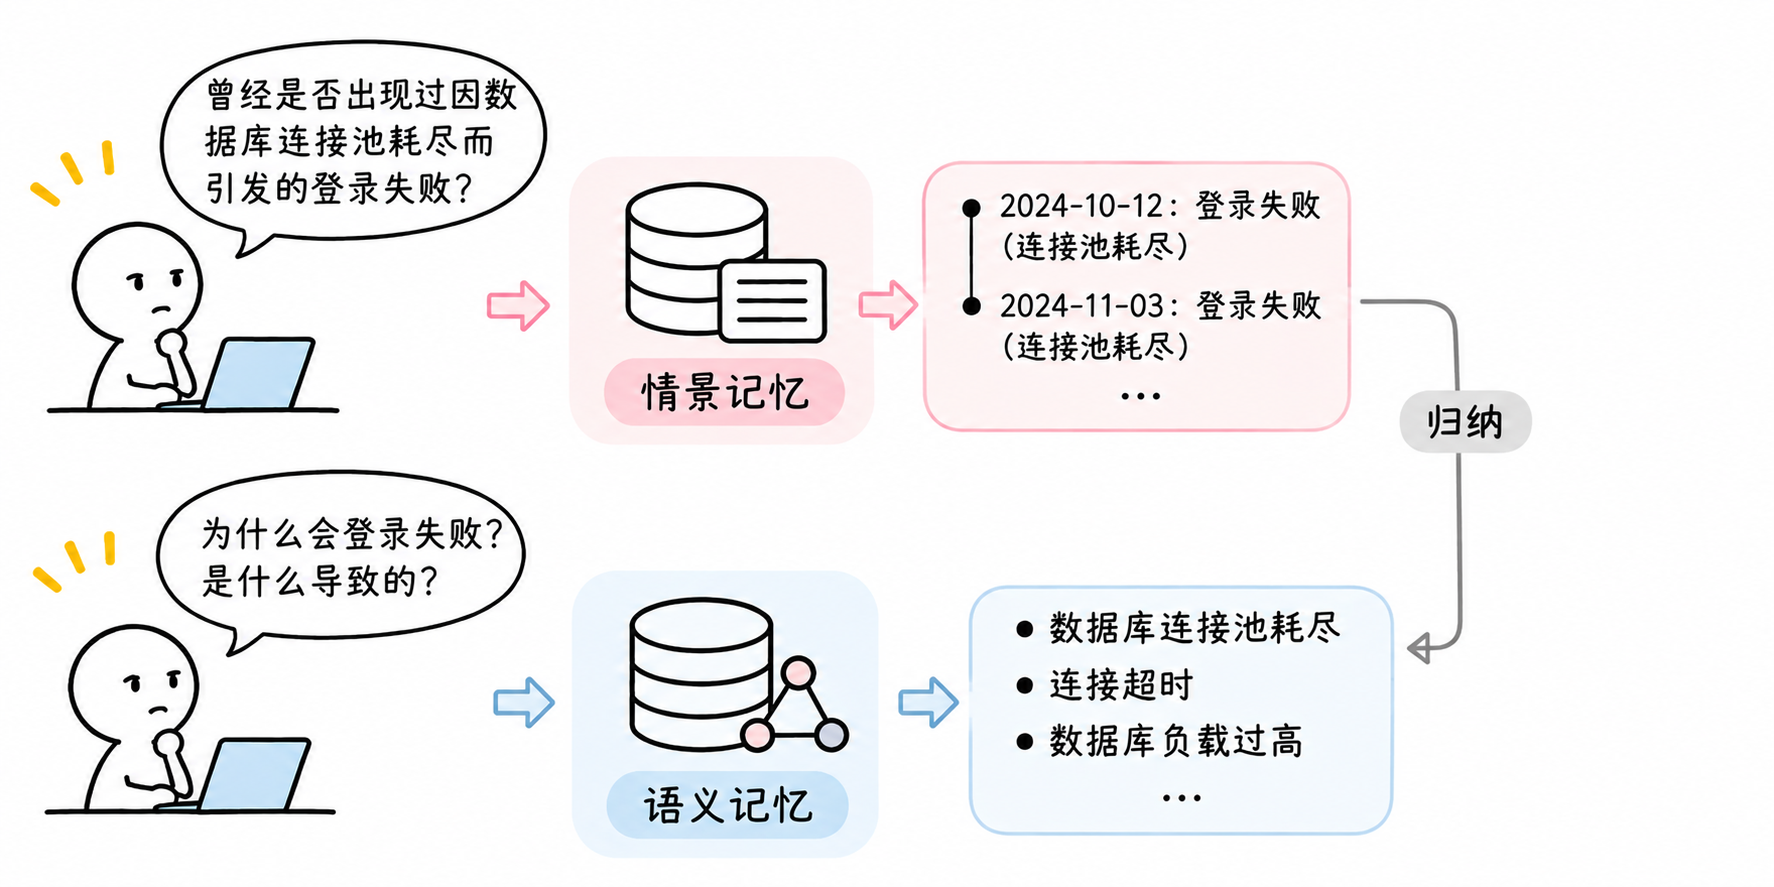 曾经是否出现过因数
据库连接池耗尽而
引发的登录失败？
情景记忆
2024-10-12：登录失败
（连接池耗尽）
2024-11-03：登录失败
（连接池耗尽）
...
归纳
为什么会登录失败？
是什么导致的？
语义记忆
数据库连接池耗尽
连接超时
数据库负载过高
...